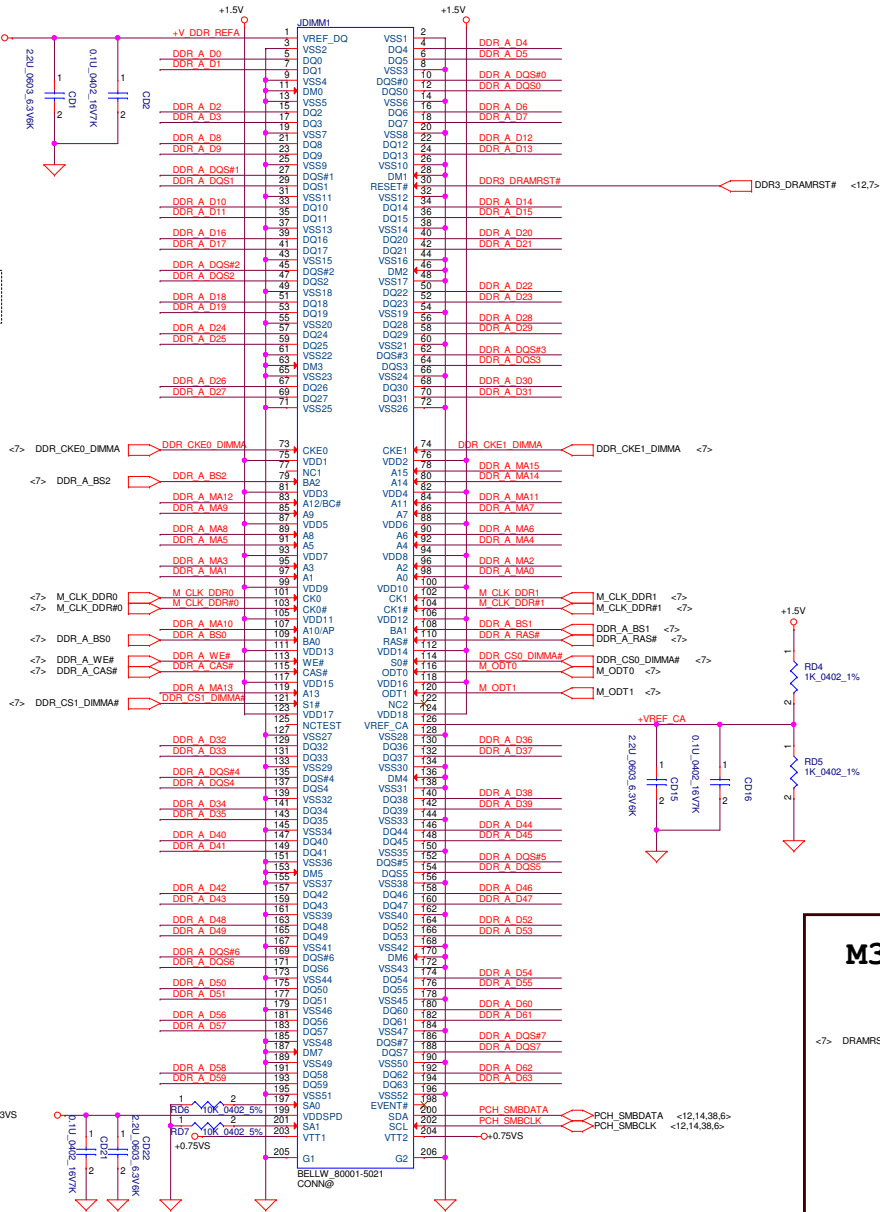 +1.5V
+1.5V
JDIMM1
+V_DDR_REFA 1 VREF_DQ VSS1 2
3 VSS2 DQ4 4 DDR_A_D4
DDR_A_D0 5 DQ0 DQ5 6 DDR_A_D5
DDR_A_D1 7 DQ1 VSS3 8
9 VSS4 DQS#0 10 DDR_A_DQS#0
11 DM0 DQS0 12 DDR_A_DQS0
13 VSS5 VSS6 14
DDR_A_D2 15 DQ2 DQ6 16 DDR_A_D6
DDR_A_D3 17 DQ3 DQ7 18 DDR_A_D7
19 VSS7 VSS8 20
DDR_A_D8 21 DQ8 DQ12 22 DDR_A_D12
DDR_A_D9 23 DQ9 DQ13 24 DDR_A_D13
25 VSS9 VSS10 26
DDR_A_DQS#1 27 DQS#1 DM1 28
DDR_A_DQS1 29 DQS1 RESET# 30 DDR3_DRAMRST# DDR3_DRAMRST# <12,7>
31 VSS11 VSS12 32
DDR_A_D10 33 DQ10 DQ14 34 DDR_A_D14
DDR_A_D11 35 DQ11 DQ15 36 DDR_A_D15
37 VSS13 VSS14 38
DDR_A_D16 39 DQ16 DQ20 40 DDR_A_D20
DDR_A_D17 41 DQ17 DQ21 42 DDR_A_D21
43 VSS15 VSS16 44
DDR_A_DQS#2 45 DQS#2 DM2 46
DDR_A_DQS2 47 DQS2 VSS17 48
49 VSS18 DQ22 50 DDR_A_D22
DDR_A_D18 51 DQ18 DQ23 52 DDR_A_D23
DDR_A_D19 53 DQ19 VSS19 54
55 VSS20 DQ28 56 DDR_A_D28
DDR_A_D24 57 DQ24 DQ29 58 DDR_A_D29
DDR_A_D25 59 DQ25 VSS21 60
61 VSS22 DQS#3 62 DDR_A_DQS#3
63 DM3 DQS3 64 DDR_A_DQS3
65 VSS23 VSS24 66
DDR_A_D26 67 DQ26 DQ30 68 DDR_A_D30
DDR_A_D27 69 DQ27 DQ31 70 DDR_A_D31
71 VSS25 VSS26 72
<7> DDR_CKE0_DIMMA DDR_CKE0_DIMMA 73 CKE0 CKE1 74 DDR_CKE1_DIMMA DDR_CKE1_DIMMA <7>
75 VDD1 VDD2 76
77 NC1 A15 78 DDR_A_MA15
<7> DDR_A_BS2 DDR_A_BS2 79 BA2 A14 80 DDR_A_MA14
81 VDD3 VDD4 82
DDR_A_MA12 83 A12/BC# A11 84 DDR_A_MA11
DDR_A_MA9 85 A9 A7 86 DDR_A_MA7
87 VDD5 VDD6 88
DDR_A_MA8 89 A8 A6 90 DDR_A_MA6
DDR_A_MA5 91 A5 A4 92 DDR_A_MA4
93 VDD7 VDD8 94
DDR_A_MA3 95 A3 A2 96 DDR_A_MA2
DDR_A_MA1 97 A1 A0 98 DDR_A_MA0
99 VDD9 VDD10 100
<7> M_CLK_DDR0 M_CLK_DDR0 101 CK0 CK1 102 M_CLK_DDR1 M_CLK_DDR1 <7>
<7> M_CLK_DDR#0 M_CLK_DDR#0 103 CK0# CK1# 104 M_CLK_DDR#1 M_CLK_DDR#1 <7>
105 VDD11 VDD12 106
DDR_A_MA10 107 A10/AP BA1 108 DDR_A_BS1 DDR_A_BS1 <7>
<7> DDR_A_BS0 DDR_A_BS0 109 BA0 RAS# 110 DDR_A_RAS# DDR_A_RAS# <7>
111 VDD13 VDD14 112
<7> DDR_A_WE# DDR_A_WE# 113 WE# S0# 114 DDR_CS0_DIMMA# DDR_CS0_DIMMA# <7>
<7> DDR_A_CAS# DDR_A_CAS# 115 CAS# ODT0 116 M_ODT0 M_ODT0 <7>
117 VDD15 VDD16 118
DDR_A_MA13 119 A13 ODT1 120 M_ODT1 M_ODT1 <7>
<7> DDR_CS1_DIMMA# DDR_CS1_DIMMA# 121 S1# NC2 122
123 VDD17 VDD18 124
125 NCTEST VREF_CA 126 +VREF_CA
127 VSS27 VSS28 128
DDR_A_D32 129 DQ32 DQ36 130 DDR_A_D36
DDR_A_D33 131 DQ33 DQ37 132 DDR_A_D37
133 VSS29 VSS30 134
DDR_A_DQS#4 135 DQS#4 DM4 136
DDR_A_DQS4 137 DQS4 VSS31 138
139 VSS32 DQ38 140 DDR_A_D38
DDR_A_D34 141 DQ34 DQ39 142 DDR_A_D39
DDR_A_D35 143 DQ35 VSS33 144
145 VSS34 DQ44 146 DDR_A_D44
DDR_A_D40 147 DQ40 DQ45 148 DDR_A_D45
DDR_A_D41 149 DQ41 VSS35 150
151 VSS36 DQS#5 152 DDR_A_DQS#5
153 DM5 DQS5 154 DDR_A_DQS5
155 VSS37 VSS38 156
DDR_A_D42 157 DQ42 DQ46 158 DDR_A_D46
DDR_A_D43 159 DQ43 DQ47 160 DDR_A_D47
161 VSS39 VSS40 162
DDR_A_D48 163 DQ48 DQ52 164 DDR_A_D52
DDR_A_D49 165 DQ49 DQ53 166 DDR_A_D53
167 VSS41 VSS42 168
DDR_A_DQS#6 169 DQS#6 DM6 170
DDR_A_DQS6 171 DQS6 VSS43 172
173 VSS44 DQ54 174 DDR_A_D54
DDR_A_D50 175 DQ50 DQ55 176 DDR_A_D55
DDR_A_D51 177 DQ51 VSS45 178
179 VSS46 DQ60 180 DDR_A_D60
DDR_A_D56 181 DQ56 DQ61 182 DDR_A_D61
DDR_A_D57 183 DQ57 VSS47 184
185 VSS48 DQS#7 186 DDR_A_DQS#7
187 DM7 DQS7 188 DDR_A_DQS7
189 VSS49 VSS50 190
DDR_A_D58 191 DQ58 DQ62 192 DDR_A_D62
DDR_A_D59 193 DQ59 DQ63 194 DDR_A_D63
195 VSS51 VSS52 196
197 SA0 EVENT# 198
199 VDDSPD SDA 200 PCH_SMBDATA PCH_SMBDATA <12,14,38,6>
201 SA1 SCL 202 PCH_SMBCLK PCH_SMBCLK <12,14,38,6>
+0.75VS 203 VTT1 VTT2 204 +0.75VS
205 G1 G2 206
BELLW_80001-5021
CONN@
1 2
RD6 10K_0402_5%
1 2
RD7 10K_0402_5%
3VS
2.2U_0603_6.3V6K
1
2
CD1
0.1U_0402_16V7K
1
2
CD2
0.1U_0402_16V7K
1
2
CD21
2.2U_0603_6.3V6K
1
2
CD22
+1.5V
1
RD4
1K_0402_1%
2
1
RD5
1K_0402_1%
2
2.2U_0603_6.3V6K
1
2
CD15
0.1U_0402_16V7K
1
2
CD16
M3
<7> DRAMRS